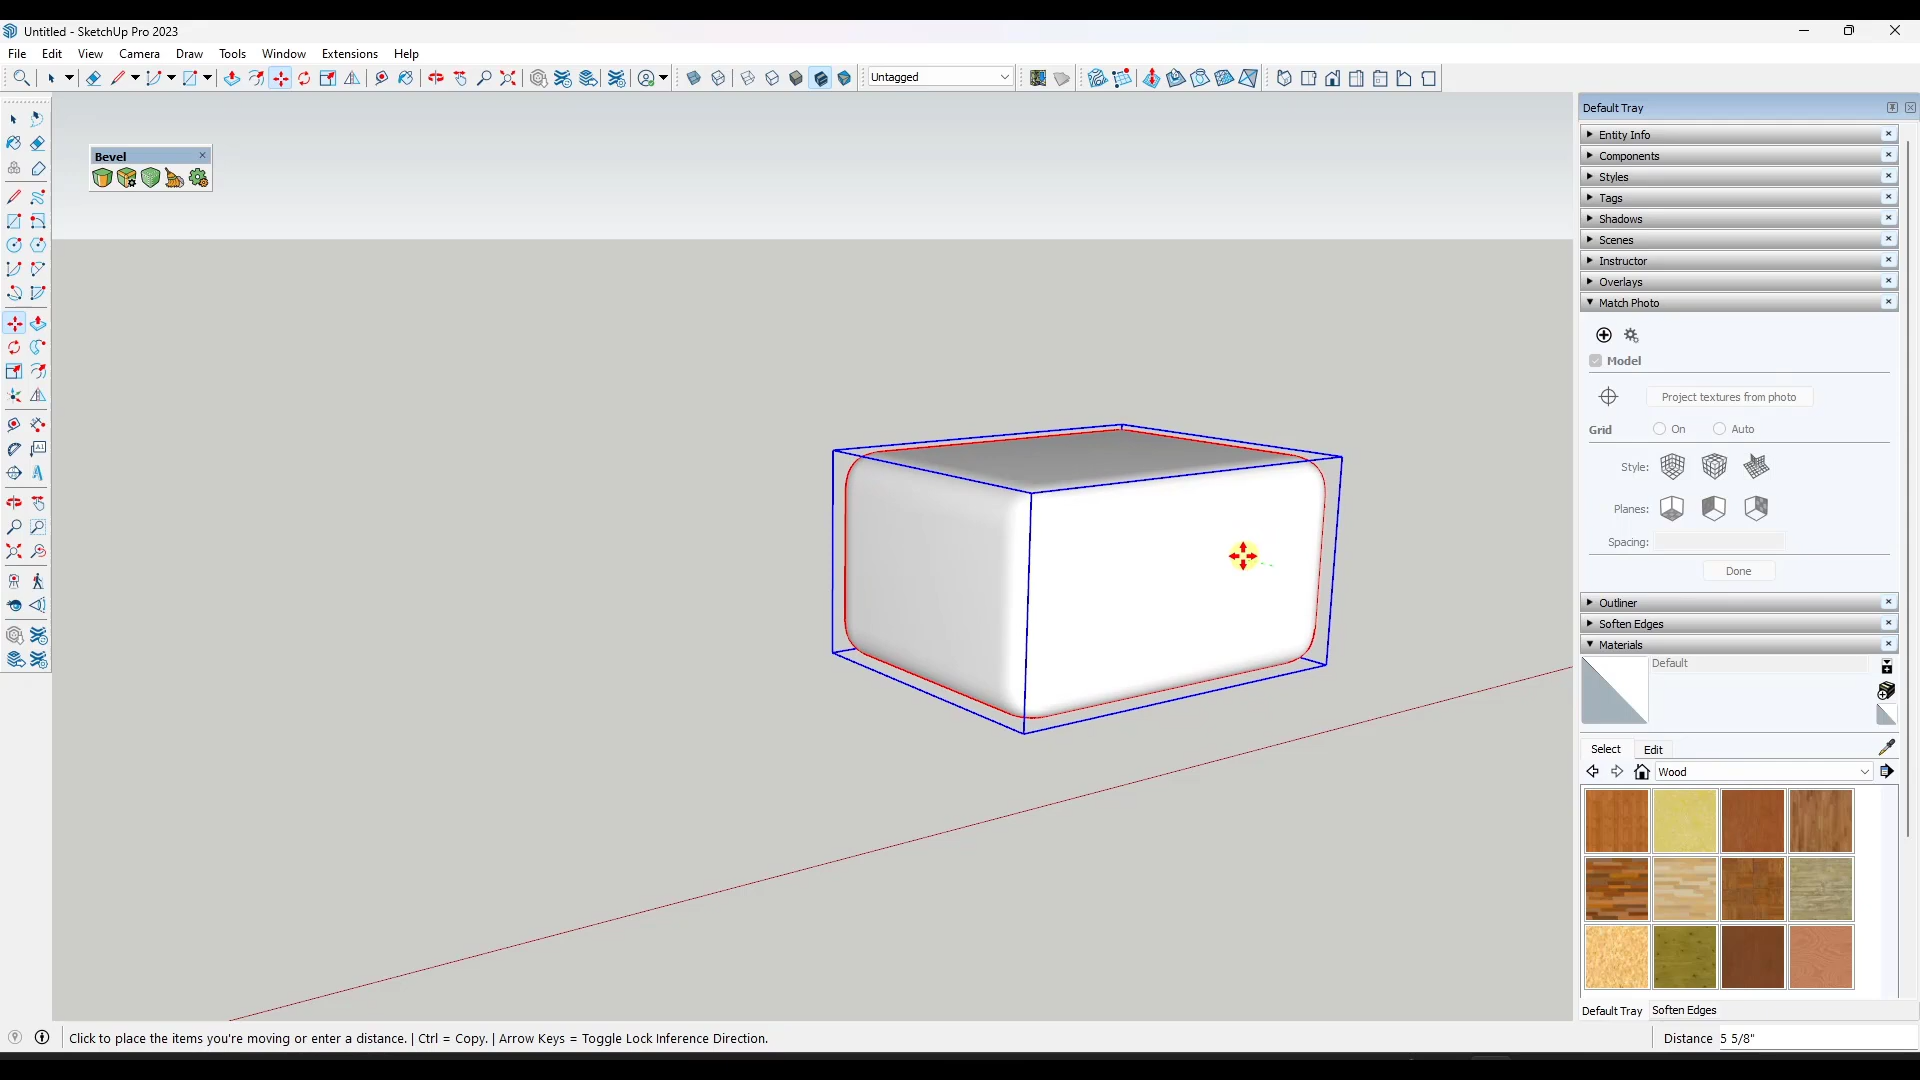 Untitled - SketchUp Pro 2023
File Edit View Camera Draw Tools Window Extensions Help
Untagged
Default Tray
Bevel
Entity Info
Components
Styles
Tags
Shadows
Scenes
Instructor
Overlays
Match Photo
Model
Project textures from photo
Grid On Auto
Style:
Planes:
Spacing:
Done
Outliner
Soften Edges
Materials
Default
Select Edit
Wood
Default Tray Soften Edges
Click to place the items you're moving or enter a distance. | Ctrl = Copy. | Arrow Keys = Toggle Lock Inference Direction.
Distance 5 5/8"